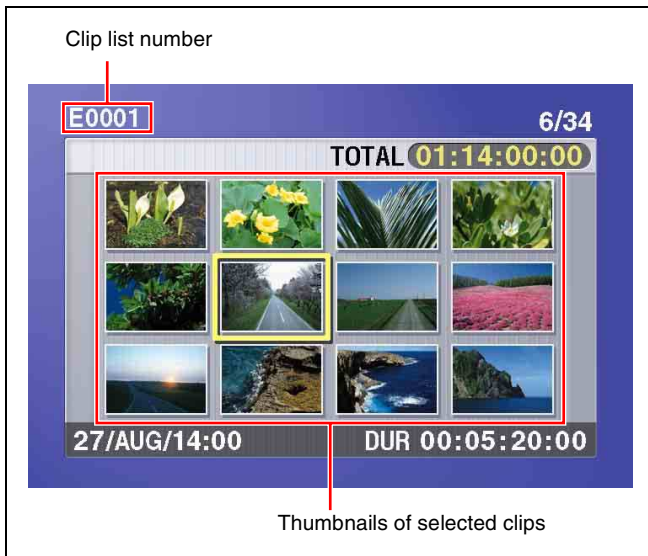 Clip list number
E0001 6/34
TOTAL 01:14:00:00
27/AUG/14:00 DUR 00:05:20:00
Thumbnails of selected clips